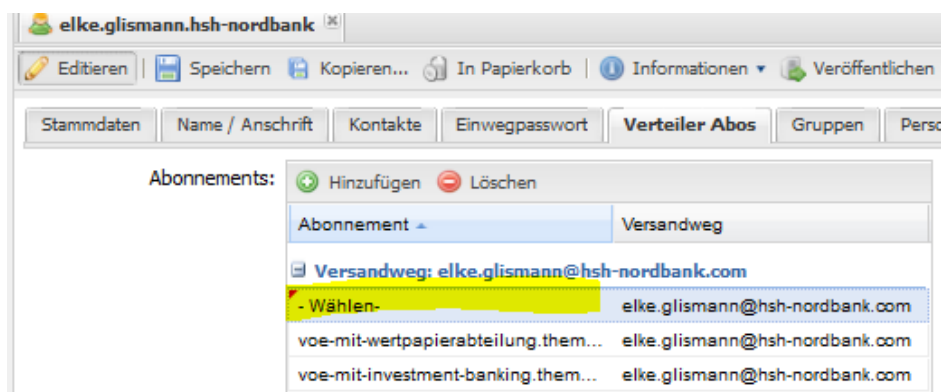 elke.glismann.hsh-nordbank
Editieren Speichern Kopieren... In Papierkorb Informationen Veröffentlichen
Stammdaten Name / Anschrift Kontakte Einwegpasswort Verteiler Abos Gruppen Perso
Abonnements: Hinzufügen Löschen
Abonnement Versandweg
Versandweg: elke.glismann@hsh-nordbank.com
- Wählen- elke.glismann@hsh-nordbank.com
voe-mit-wertpapierabteilung.them... elke.glismann@hsh-nordbank.com
voe-mit-investment-banking.them... elke.glismann@hsh-nordbank.com